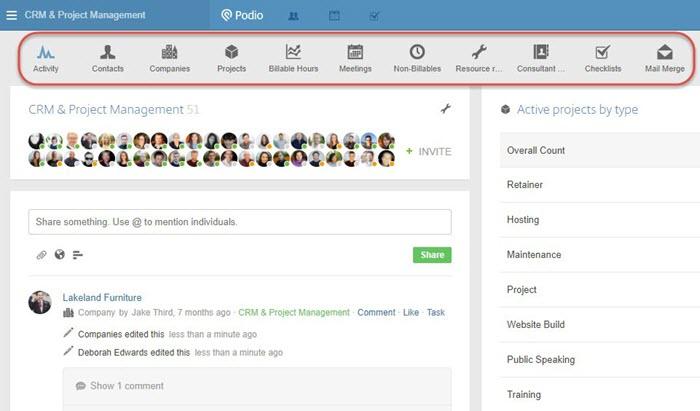 CRM & Project Management
Podio
Activity
Contacts
Companies
Projects
Billable Hours
Meetings
Non-Billables
Resource r...
Consultant ...
Checklists
Mail Merge
CRM & Project Management 51
+ INVITE
Share something. Use @ to mention individuals.
Share
Lakeland Furniture
Company by Jake Third, 7 months ago · CRM & Project Management · Comment · Like · Task
Companies edited this less than a minute ago
Deborah Edwards edited this less than a minute ago
Show 1 comment
Active projects by type
Overall Count
Retainer
Hosting
Maintenance
Project
Website Build
Public Speaking
Training